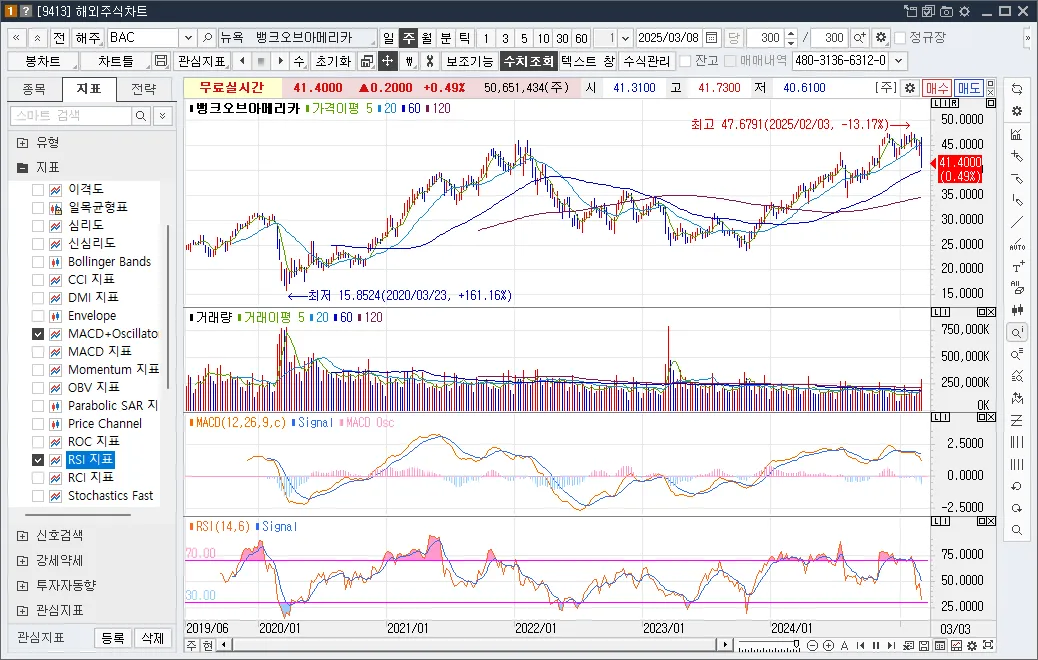 [9413] 해외주식차트
전 해주 BAC 뉴욕 뱅크오브아메리카 일 주 월 분 틱 1 3 5 10 30 60 1 2025/03/08 당 300 / 300 정규장
봉차트 차트틀 관심지표 수 초기화 보조기능 수치조회 텍스트 창 수식관리 잔고 매매내역 480-3136-6312-0
종목 지표 전략
무료실시간 41.4000 ▲0.2000 +0.49% 50,651,434(주) 시 41.3100 고 41.7300 저 40.6100 [주] 매수 매도
스마트 검색
뱅크오브아메리카 가격이평 5 20 60 120
유형
지표
이격도
일목균형표
심리도
신심리도
Bollinger Bands
CCI 지표
DMI 지표
Envelope
MACD+Oscillato
MACD 지표
Momentum 지표
OBV 지표
Parabolic SAR 지
Price Channel
ROC 지표
RSI 지표
RCI 지표
Stochastics Fast
신호검색
강세약세
투자자동향
관심지표
관심지표 등록 삭제
최고 47.6791(2025/02/03, -13.17%)
최저 15.8524(2020/03/23, +161.16%)
50.0000
45.0000
41.4000
(0.49%)
35.0000
30.0000
25.0000
20.0000
15.0000
거래량 거래이평 5 20 60 120
750,000K
500,000K
250,000K
0K
MACD(12,26,9,c) Signal MACD Osc
2.5000
0.0000
-2.5000
RSI(14,6) Signal
70.00
30.00
75.0000
50.0000
25.0000
2019/06 2020/01 2021/01 2022/01 2023/01 2024/01 03/03
주 현
AUTO
T+
All
A